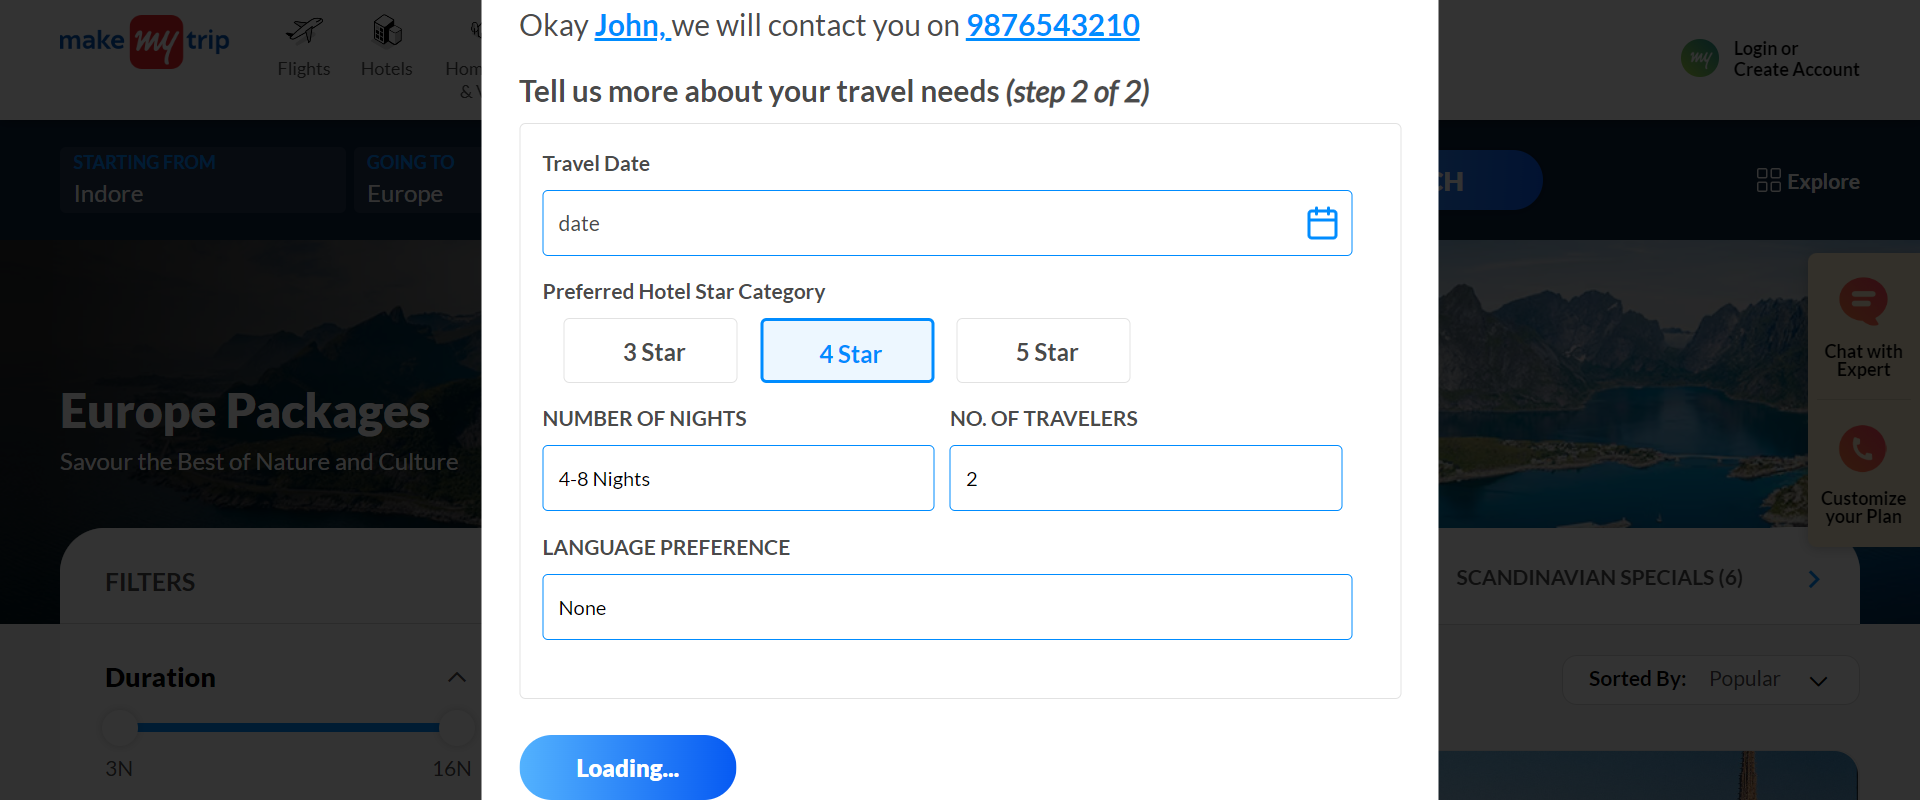 make my trip
Flights
Hotels
Hom
& V
Login or
Create Account
my
STARTING FROM
Indore
GOING TO
Europe
CH
Explore
Okay John, we will contact you on 9876543210
Tell us more about your travel needs (step 2 of 2)
Travel Date
date
Preferred Hotel Star Category
3 Star
4 Star
5 Star
NUMBER OF NIGHTS
NO. OF TRAVELERS
4-8 Nights
2
LANGUAGE PREFERENCE
None
Loading...
Europe Packages
Savour the Best of Nature and Culture
Chat with
Expert
Customize
your Plan
FILTERS
SCANDINAVIAN SPECIALS (6)
Duration
3N
16N
Sorted By: Popular